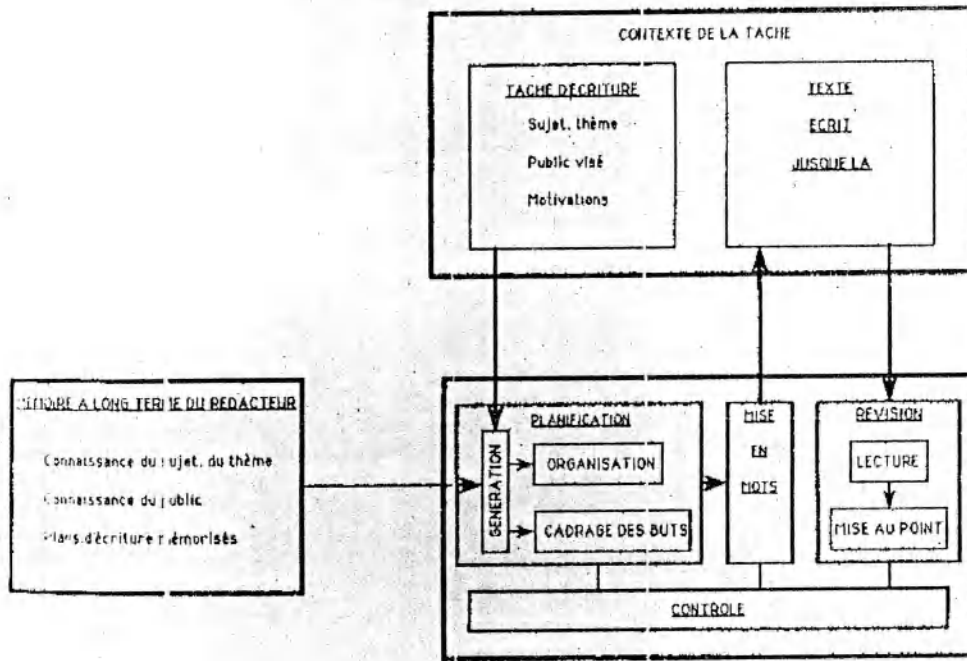 CONTEXTE DE LA TACHE
TACHE D'ECRITURE
Sujet, thème
Public visé
Motivations
TEXTE
ECRIT
JUSQUE LA
MEMOIRE A LONG TERME DU REDACTEUR
Connaissance du sujet, du thème
Connaissance du public
Plans d'écriture mémorisés
PLANIFICATION
GENERATION
ORGANISATION
CADRAGE DES BUTS
MISE
EN
MOTS
REVISION
LECTURE
MISE AU POINT
CONTROLE